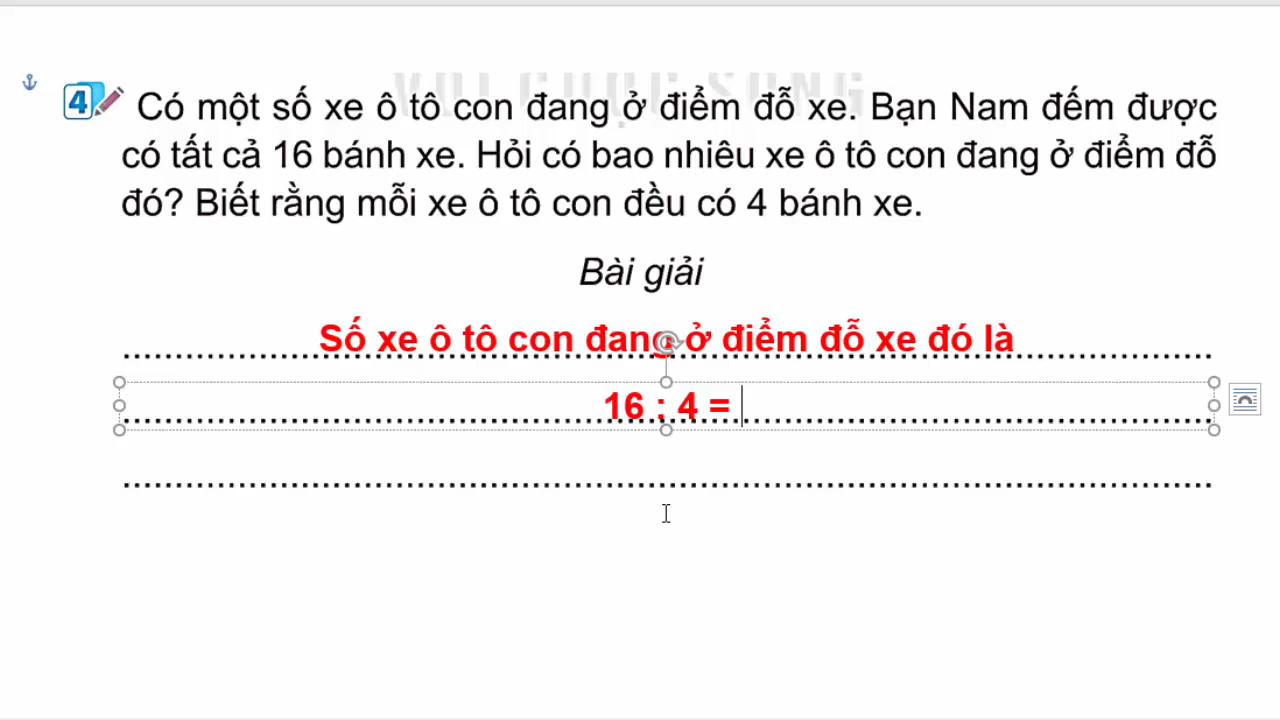 4 Có một số xe ô tô con đang ở điểm đỗ xe. Bạn Nam đếm được
có tất cả 16 bánh xe. Hỏi có bao nhiêu xe ô tô con đang ở điểm đỗ
đó? Biết rằng mỗi xe ô tô con đều có 4 bánh xe.
Bài giải
Số xe ô tô con đang ở điểm đỗ xe đó là
16 : 4 =